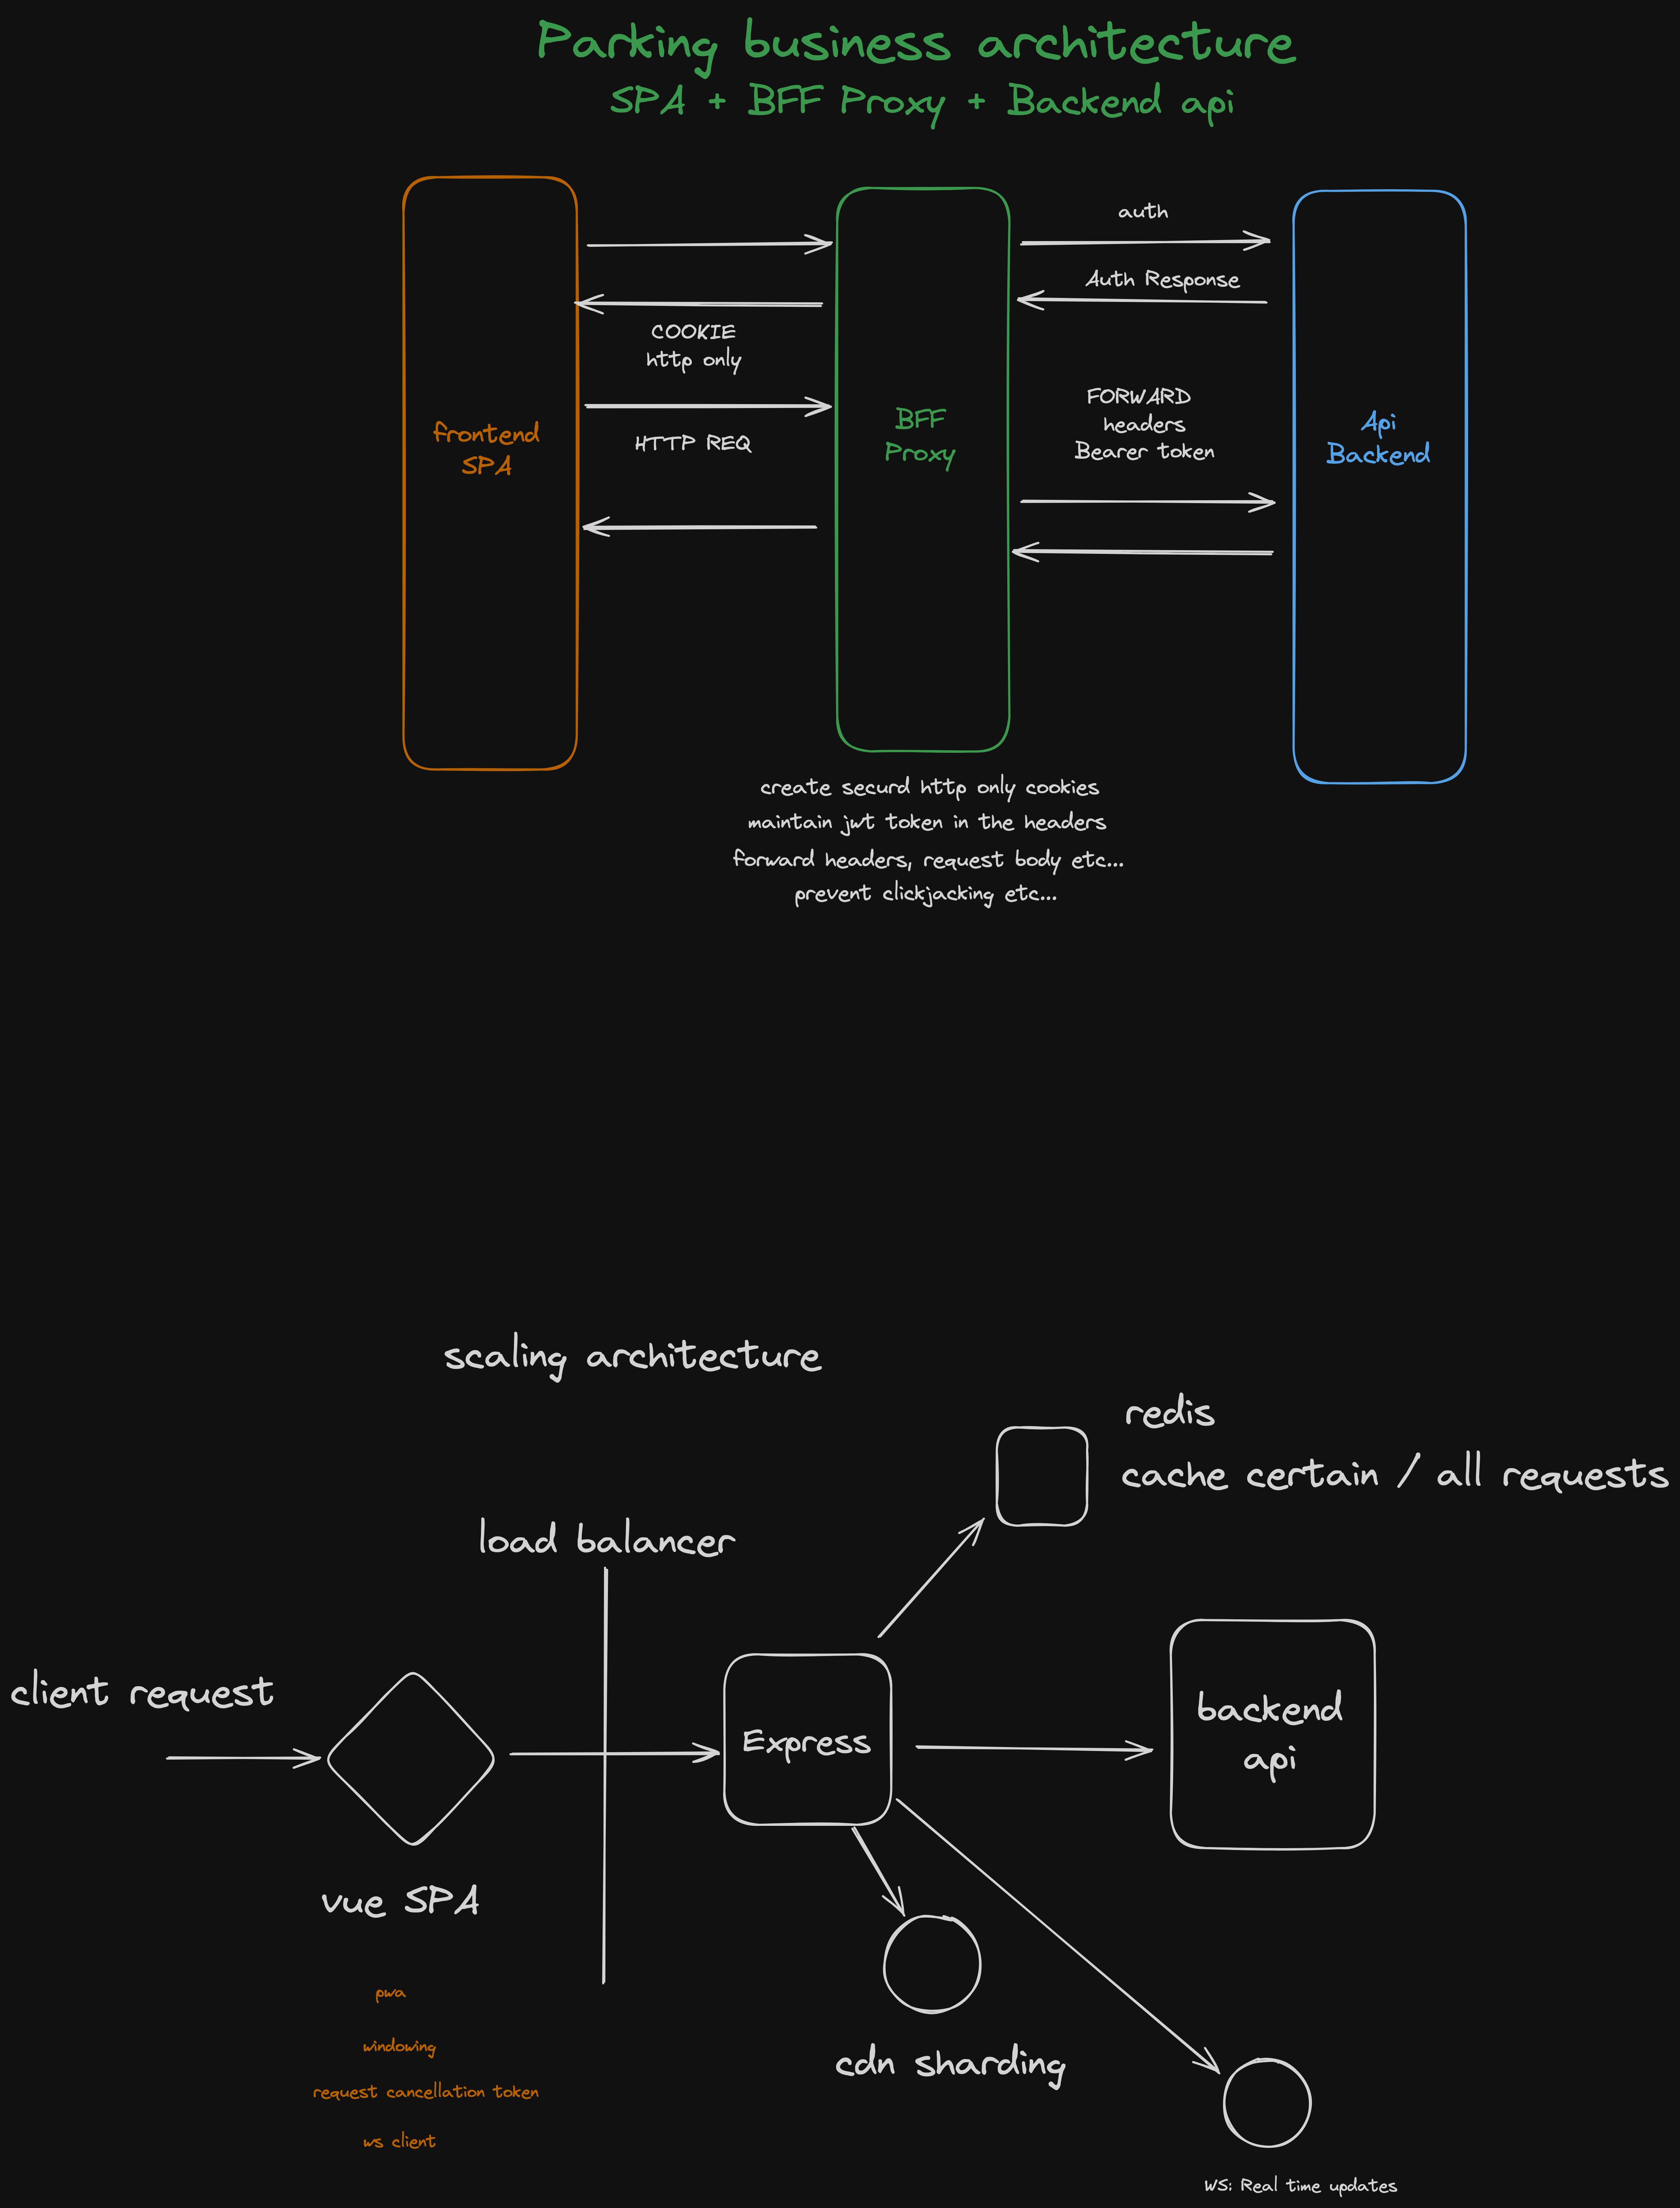 Parking business architecture
SPA + BFF Proxy + Backend api
auth
Auth Response
COOKIE
http only
FORWARD
headers
Bearer token
HTTP REQ
frontend
SPA
BFF
Proxy
Api
Backend
create securd http only cookies
maintain jwt token in the headers
forward headers, request body etc...
prevent clickjacking etc...
scaling architecture
redis
cache certain / all requests
load balancer
client request
Express
backend
api
vue SPA
pwa
windowing
request cancellation token
ws client
cdn sharding
WS: Real time updates